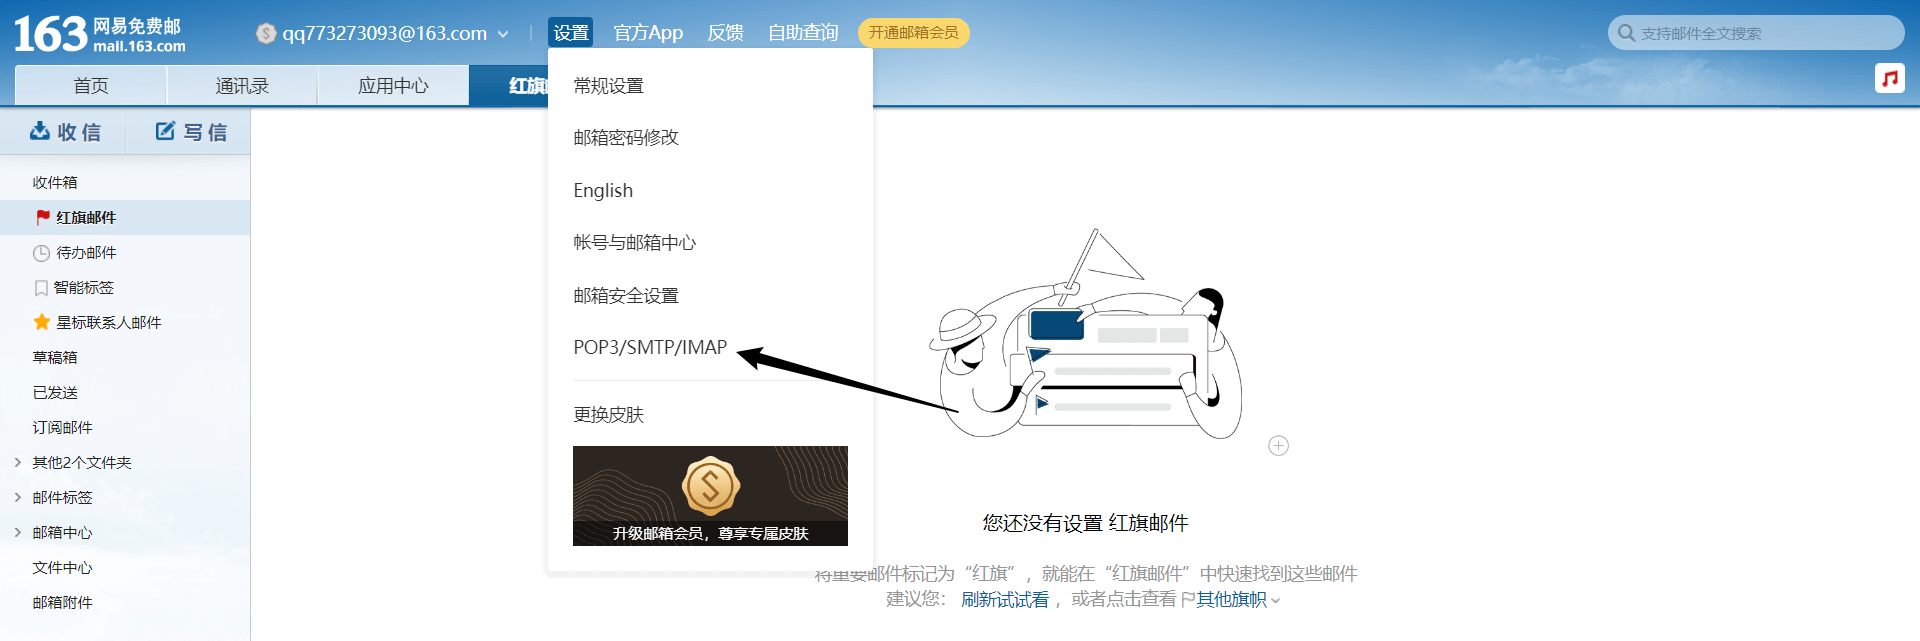 163 网易免费邮
mail.163.com
qq773273093@163.com
设置 官方App 反馈 自助查询 开通邮箱会员
支持邮件全文搜索
首页 通讯录 应用中心 红旗
收信 写信
收件箱
红旗邮件
待办邮件
智能标签
星标联系人邮件
草稿箱
已发送
订阅邮件
其他2个文件夹
邮件标签
邮箱中心
文件中心
邮箱附件
常规设置
邮箱密码修改
English
帐号与邮箱中心
邮箱安全设置
POP3/SMTP/IMAP
更换皮肤
升级邮箱会员，尊享专属皮肤
您还没有设置 红旗邮件
将重要邮件标记为“红旗”，就能在“红旗邮件”中快速找到这些邮件
建议您： 刷新试试看，或者点击查看 其他旗帜